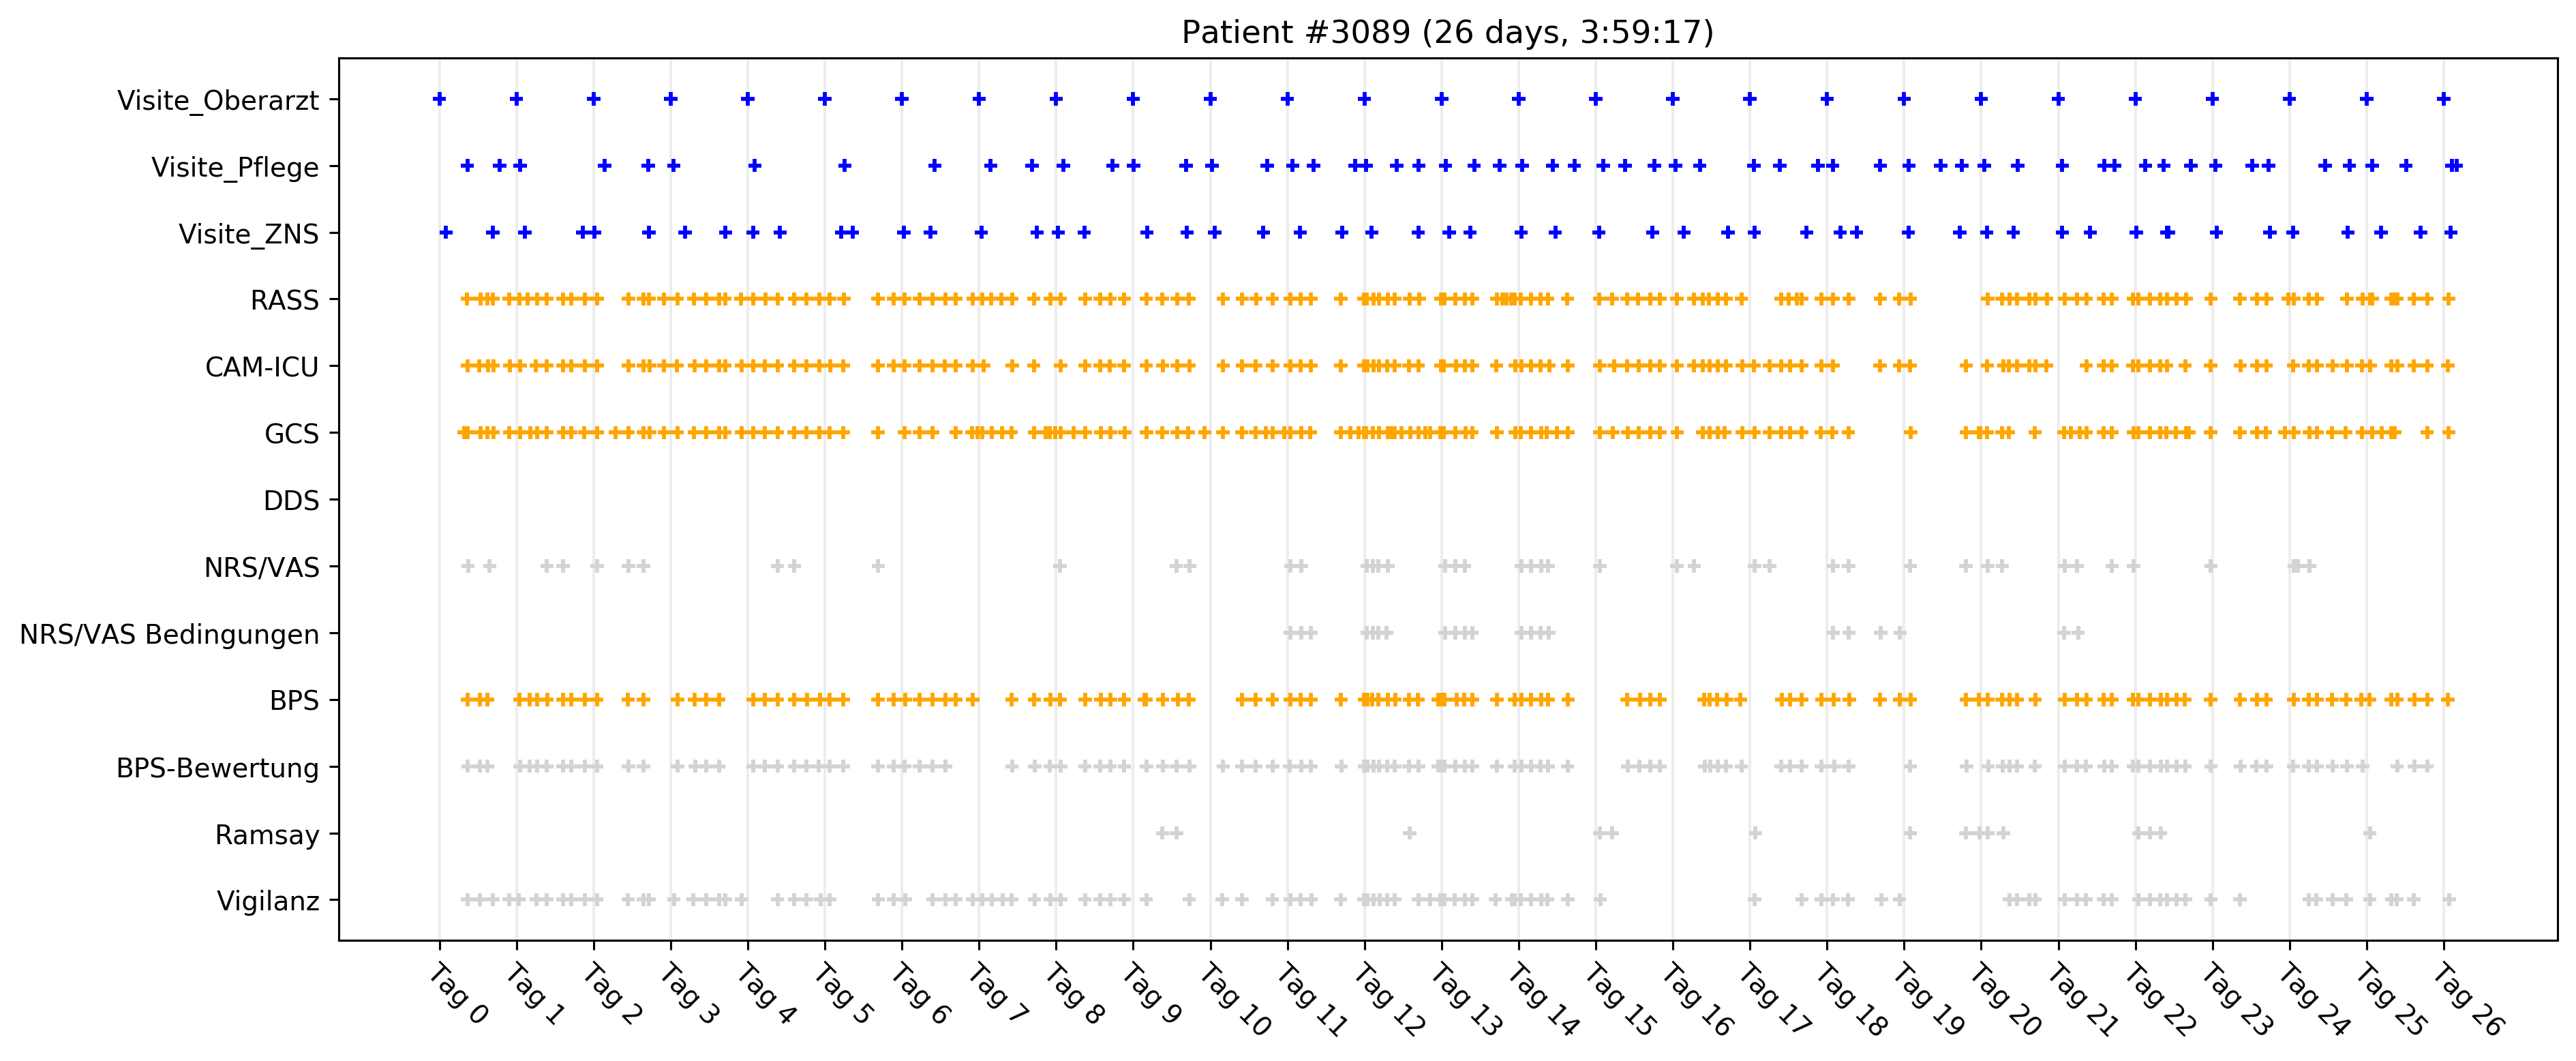 Patient #3089 (26 days, 3:59:17)
Visite_Oberarzt
Visite_Pflege
Visite_ZNS
RASS
CAM-ICU
GCS
DDS
NRS/VAS
NRS/VAS Bedingungen
BPS
BPS-Bewertung
Ramsay
Vigilanz
Tag 0
Tag 1
Tag 2
Tag 3
Tag 4
Tag 5
Tag 6
Tag 7
Tag 8
Tag 9
Tag 10
Tag 11
Tag 12
Tag 13
Tag 14
Tag 15
Tag 16
Tag 17
Tag 18
Tag 19
Tag 20
Tag 21
Tag 22
Tag 23
Tag 24
Tag 25
Tag 26